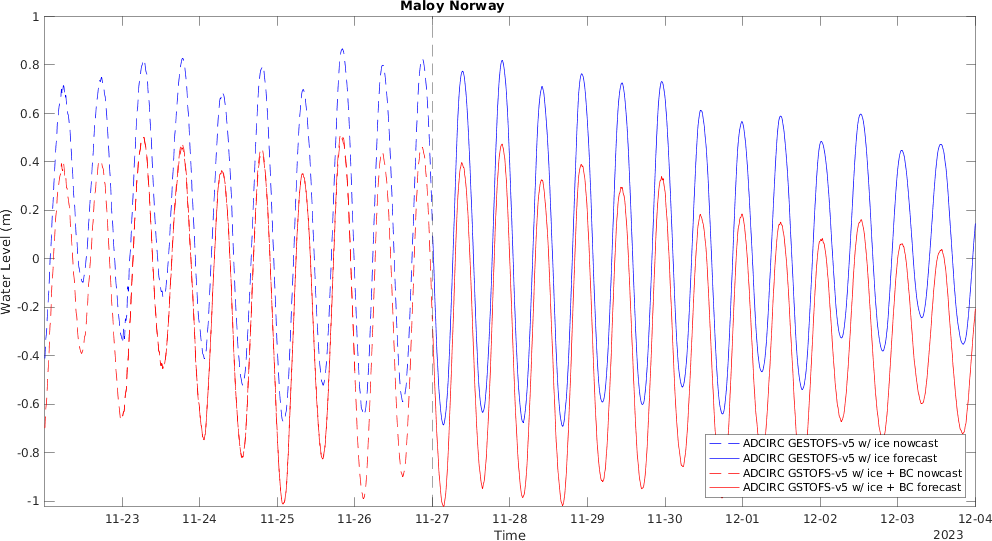 Maloy Norway
1
0.8
0.6
0.4
0.2
0
-0.2
-0.4
-0.6
-0.8
-1
Water Level (m)
ADCIRC GESTOFS-v5 w/ ice nowcast
ADCIRC GESTOFS-v5 w/ ice forecast
ADCIRC GSTOFS-v5 w/ ice + BC nowcast
ADCIRC GSTOFS-v5 w/ ice + BC forecast
11-23 11-24 11-25 11-26 11-27 11-28 11-29 11-30 12-01 12-02 12-03 12-04
Time
2023